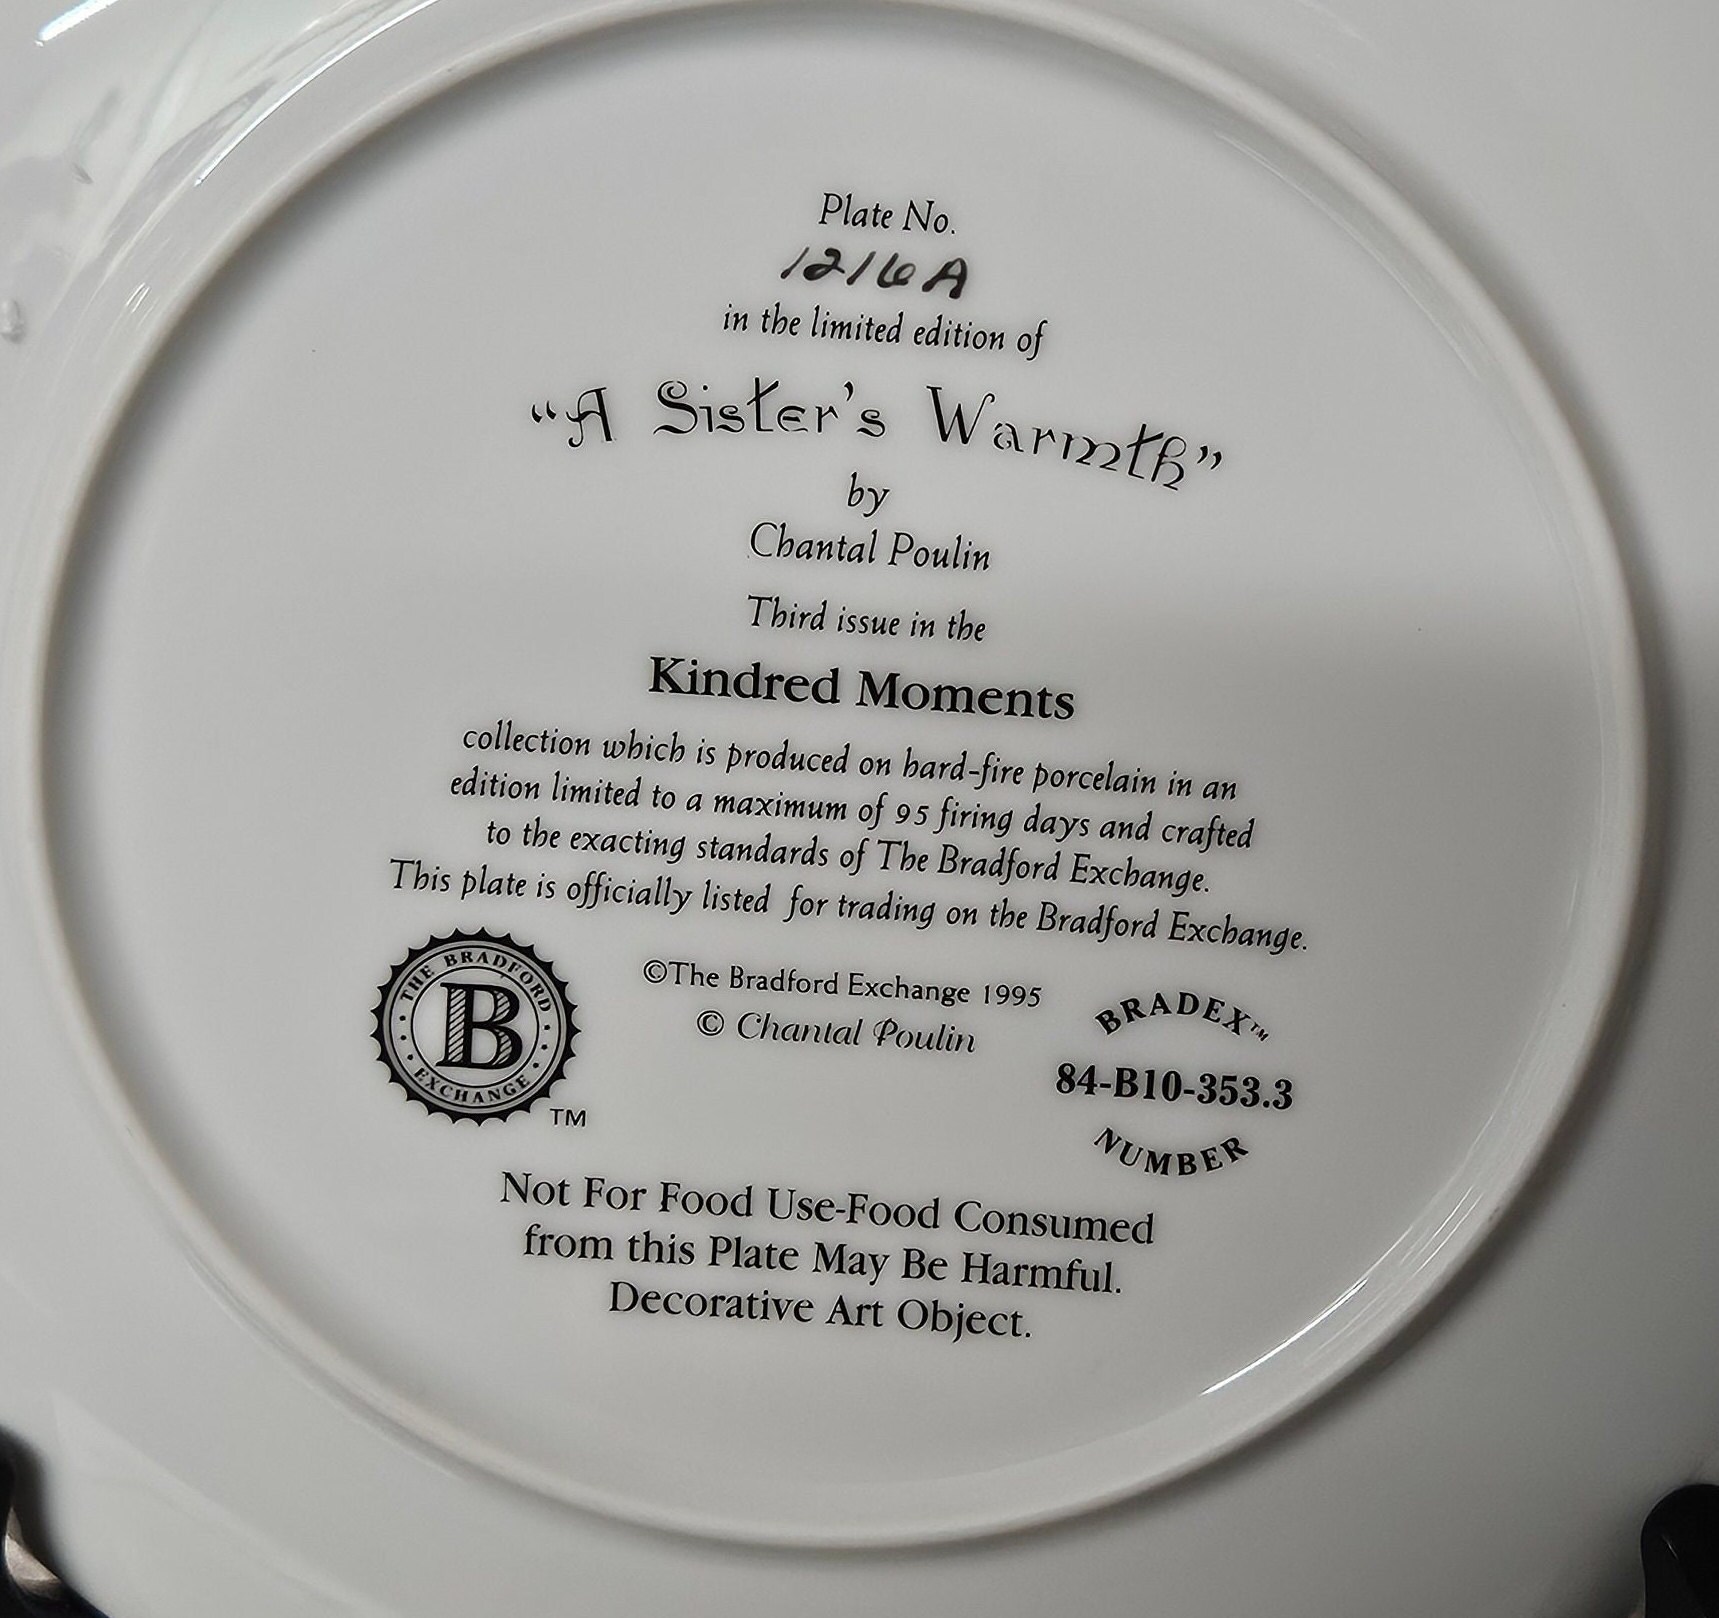 Plate No.
1216A
in the limited edition of
“A Sister's Warmth”
by
Chantal Poulin
Third issue in the
Kindred Moments
collection which is produced on hard-fire porcelain in an
edition limited to a maximum of 95 firing days and crafted
to the exacting standards of The Bradford Exchange.
This plate is officially listed for trading on the Bradford Exchange.
THE BRADFORD
B
EXCHANGE
TM
©The Bradford Exchange 1995
© Chantal Poulin
BRADEX™
84-B10-353.3
NUMBER
Not For Food Use-Food Consumed
from this Plate May Be Harmful.
Decorative Art Object.